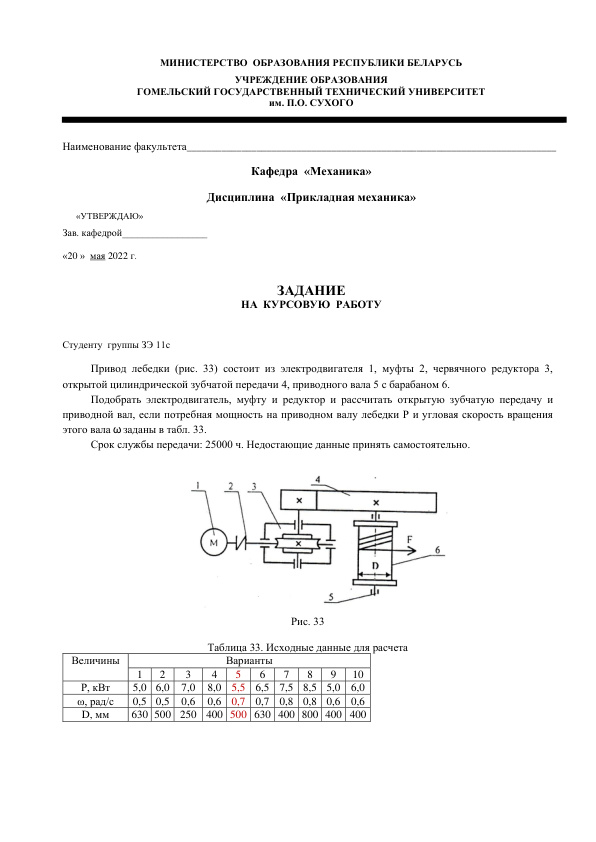 МИНИСТЕРСТВО ОБРАЗОВАНИЯ РЕСПУБЛИКИ БЕЛАРУСЬ
УЧРЕЖДЕНИЕ ОБРАЗОВАНИЯ
ГОМЕЛЬСКИЙ ГОСУДАРСТВЕННЫЙ ТЕХНИЧЕСКИЙ УНИВЕРСИТЕТ
им. П.О. СУХОГО
Наименование факультета
Кафедра «Механика»
Дисциплина «Прикладная механика»
«УТВЕРЖДАЮ»
Зав. кафедрой
«20 » мая 2022 г.
ЗАДАНИЕ
НА КУРСОВУЮ РАБОТУ
Студенту группы ЗЭ 11с
Привод лебедки (рис. 33) состоит из электродвигателя 1, муфты 2, червячного редуктора 3,
открытой цилиндрической зубчатой передачи 4, приводного вала 5 с барабаном 6.
Подобрать электродвигатель, муфту и редуктор и рассчитать открытую зубчатую передачу и
приводной вал, если потребная мощность на приводном валу лебедки Р и угловая скорость вращения
этого вала ω заданы в табл. 33.
Срок службы передачи: 25000 ч. Недостающие данные принять самостоятельно.
1 2 3 4
М F
D 6
5
Рис. 33
Таблица 33. Исходные данные для расчета
Величины Варианты
1 2 3 4 5 6 7 8 9 10
Р, кВт 5,0 6,0 7,0 8,0 5,5 6,5 7,5 8,5 5,0 6,0
ω, рад/с 0,5 0,5 0,6 0,6 0,7 0,7 0,8 0,8 0,6 0,6
D, мм 630 500 250 400 500 630 400 800 400 400